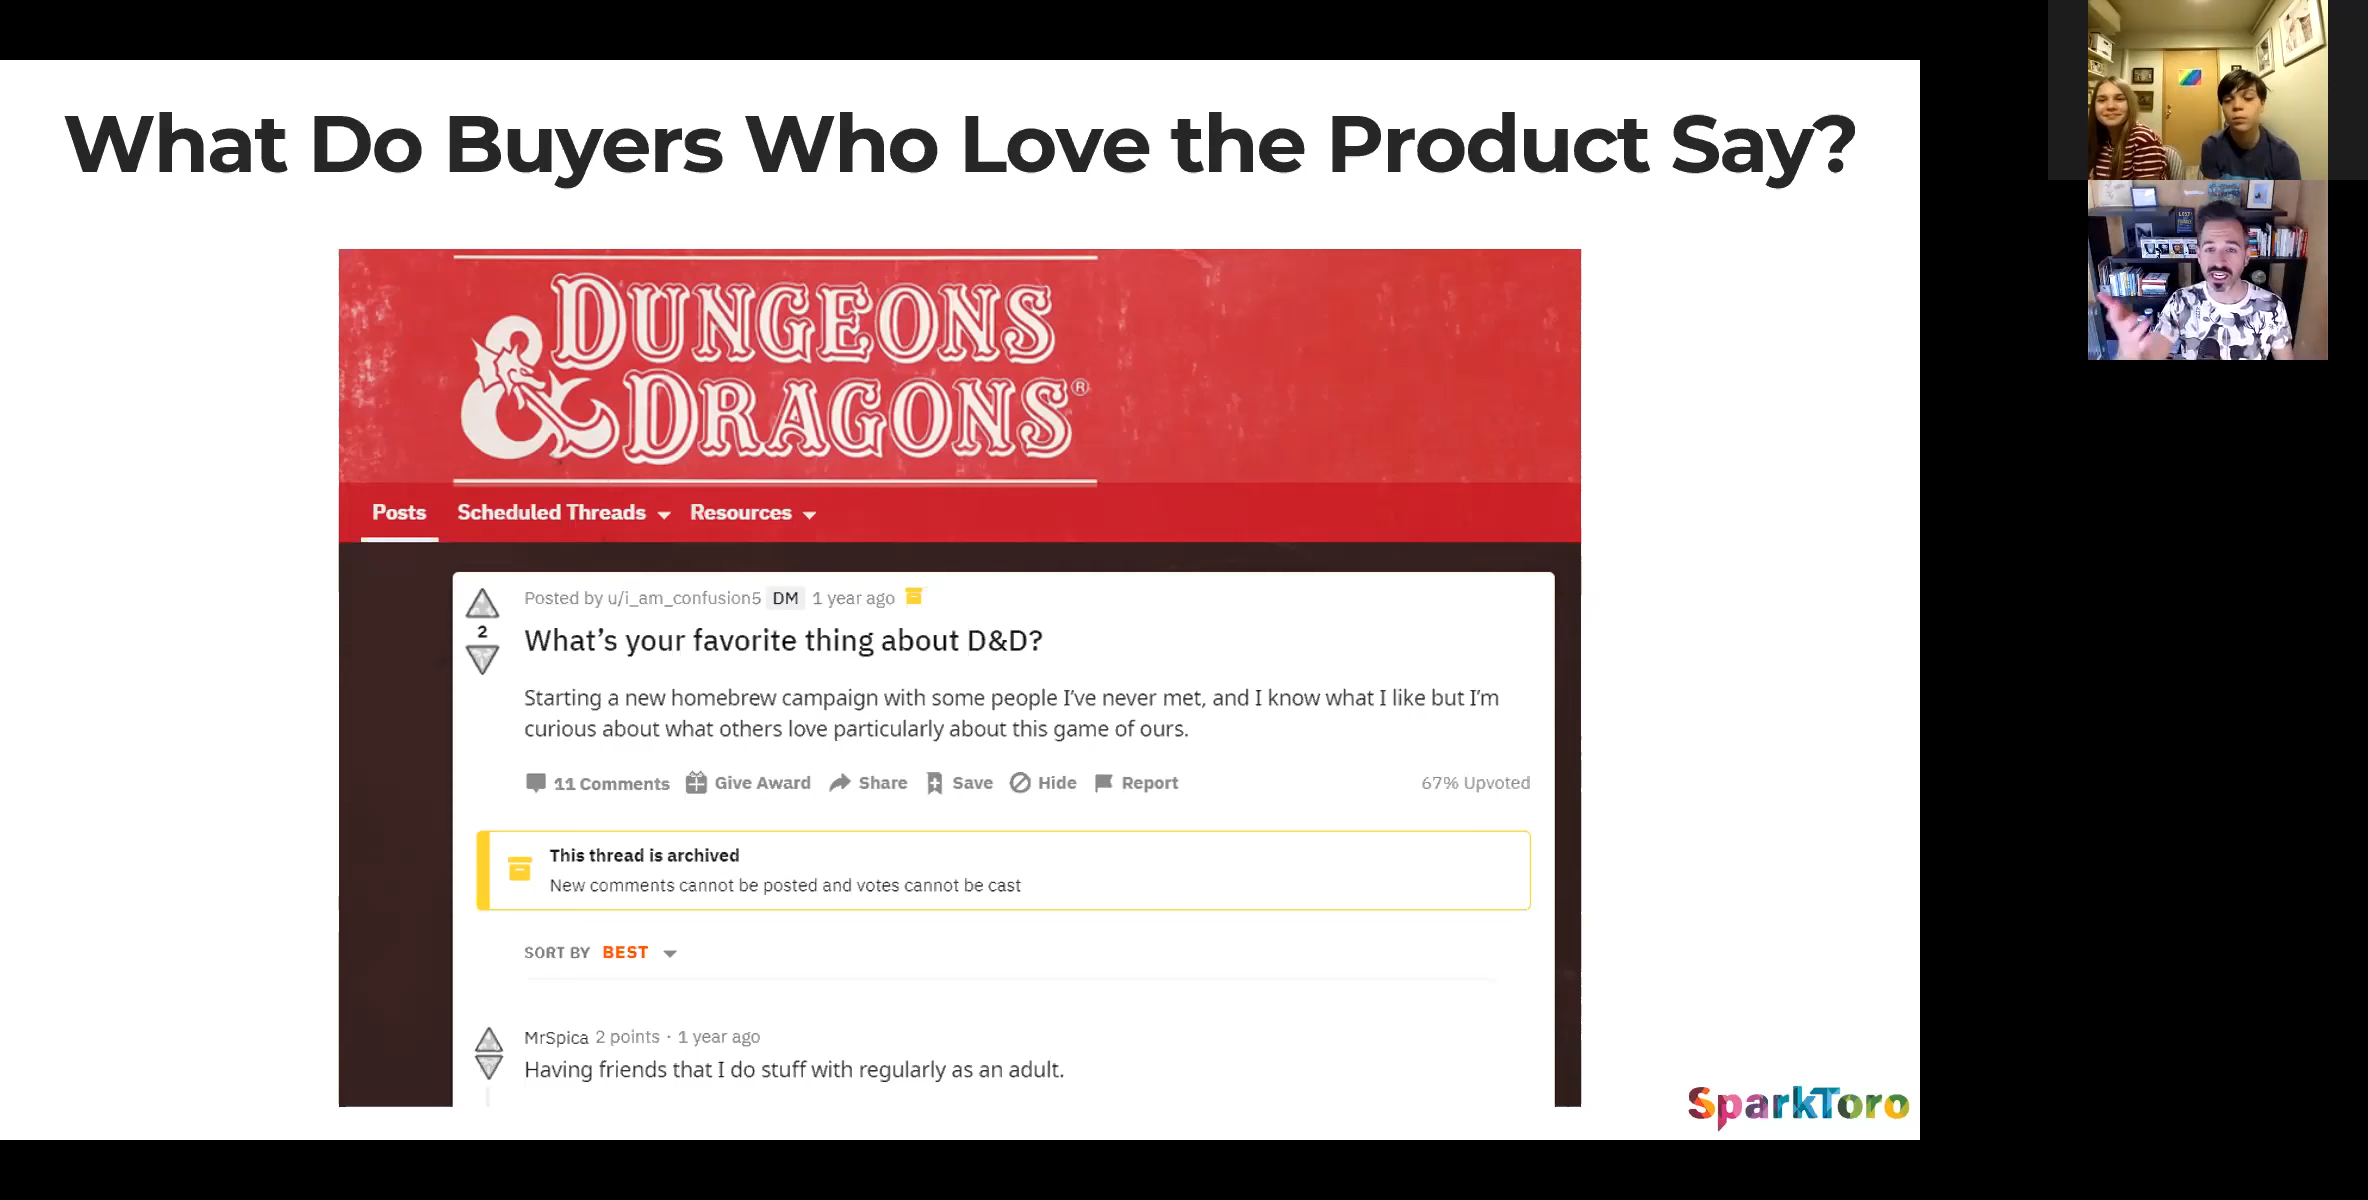 What Do Buyers Who Love the Product Say?
DUNGEONS
& DRAGONS®
Posts Scheduled Threads Resources
Posted by u/i_am_confusion5 DM 1 year ago
2
What’s your favorite thing about D&D?
Starting a new homebrew campaign with some people I’ve never met, and I know what I like but I’m
curious about what others love particularly about this game of ours.
11 Comments Give Award Share Save Hide Report 67% Upvoted
This thread is archived
New comments cannot be posted and votes cannot be cast
SORT BY BEST
MrSpica 2 points · 1 year ago
Having friends that I do stuff with regularly as an adult.
SparkToro